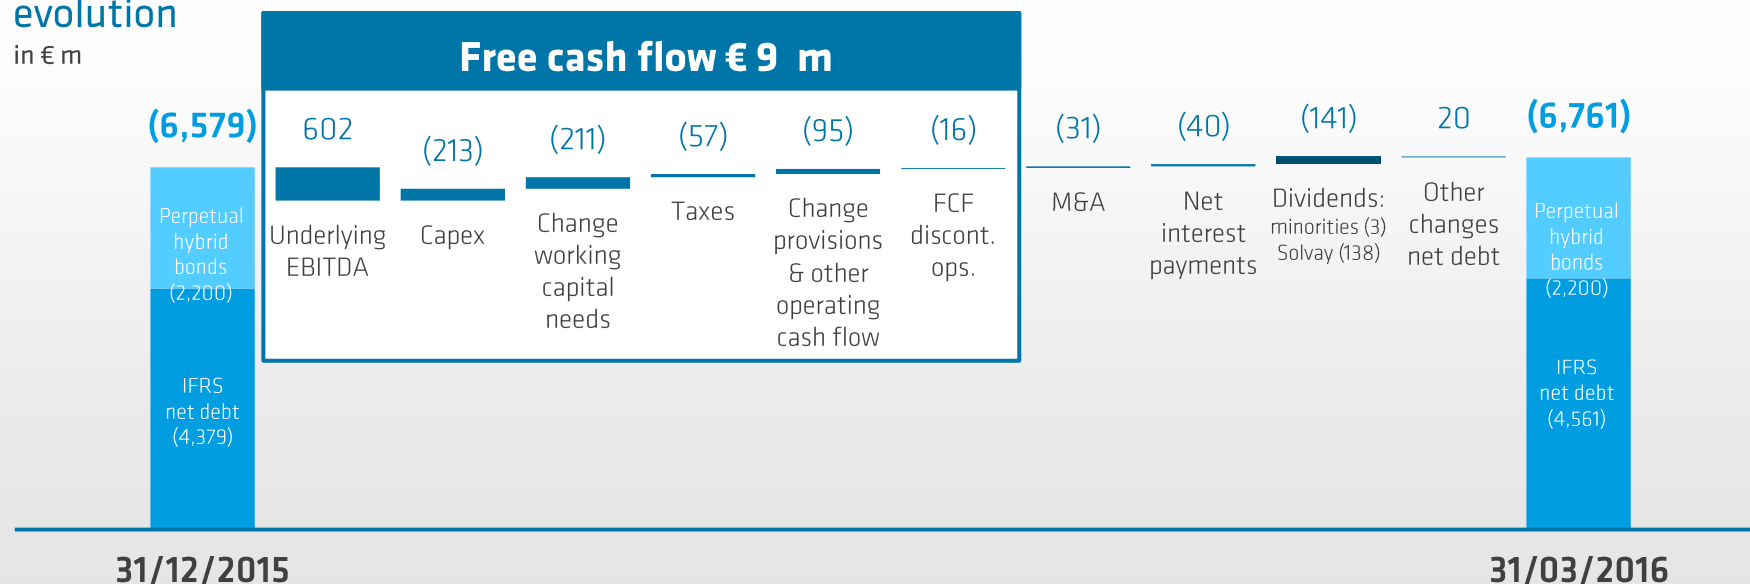 evolution
in € m
Free cash flow € 9 m
(6,579)
602
(213)
(211)
(57)
(95)
(16)
(31)
(40)
(141)
20
(6,761)
Perpetual
hybrid
bonds
(2,200)
IFRS
net debt
(4,379)
Underlying
EBITDA
Capex
Change
working
capital
needs
Taxes
Change
provisions
& other
operating
cash flow
FCF
discont.
ops.
M&A
Net
interest
payments
Dividends:
minorities (3)
Solvay (138)
Other
changes
net debt
Perpetual
hybrid
bonds
(2,200)
IFRS
net debt
(4,561)
31/12/2015
31/03/2016